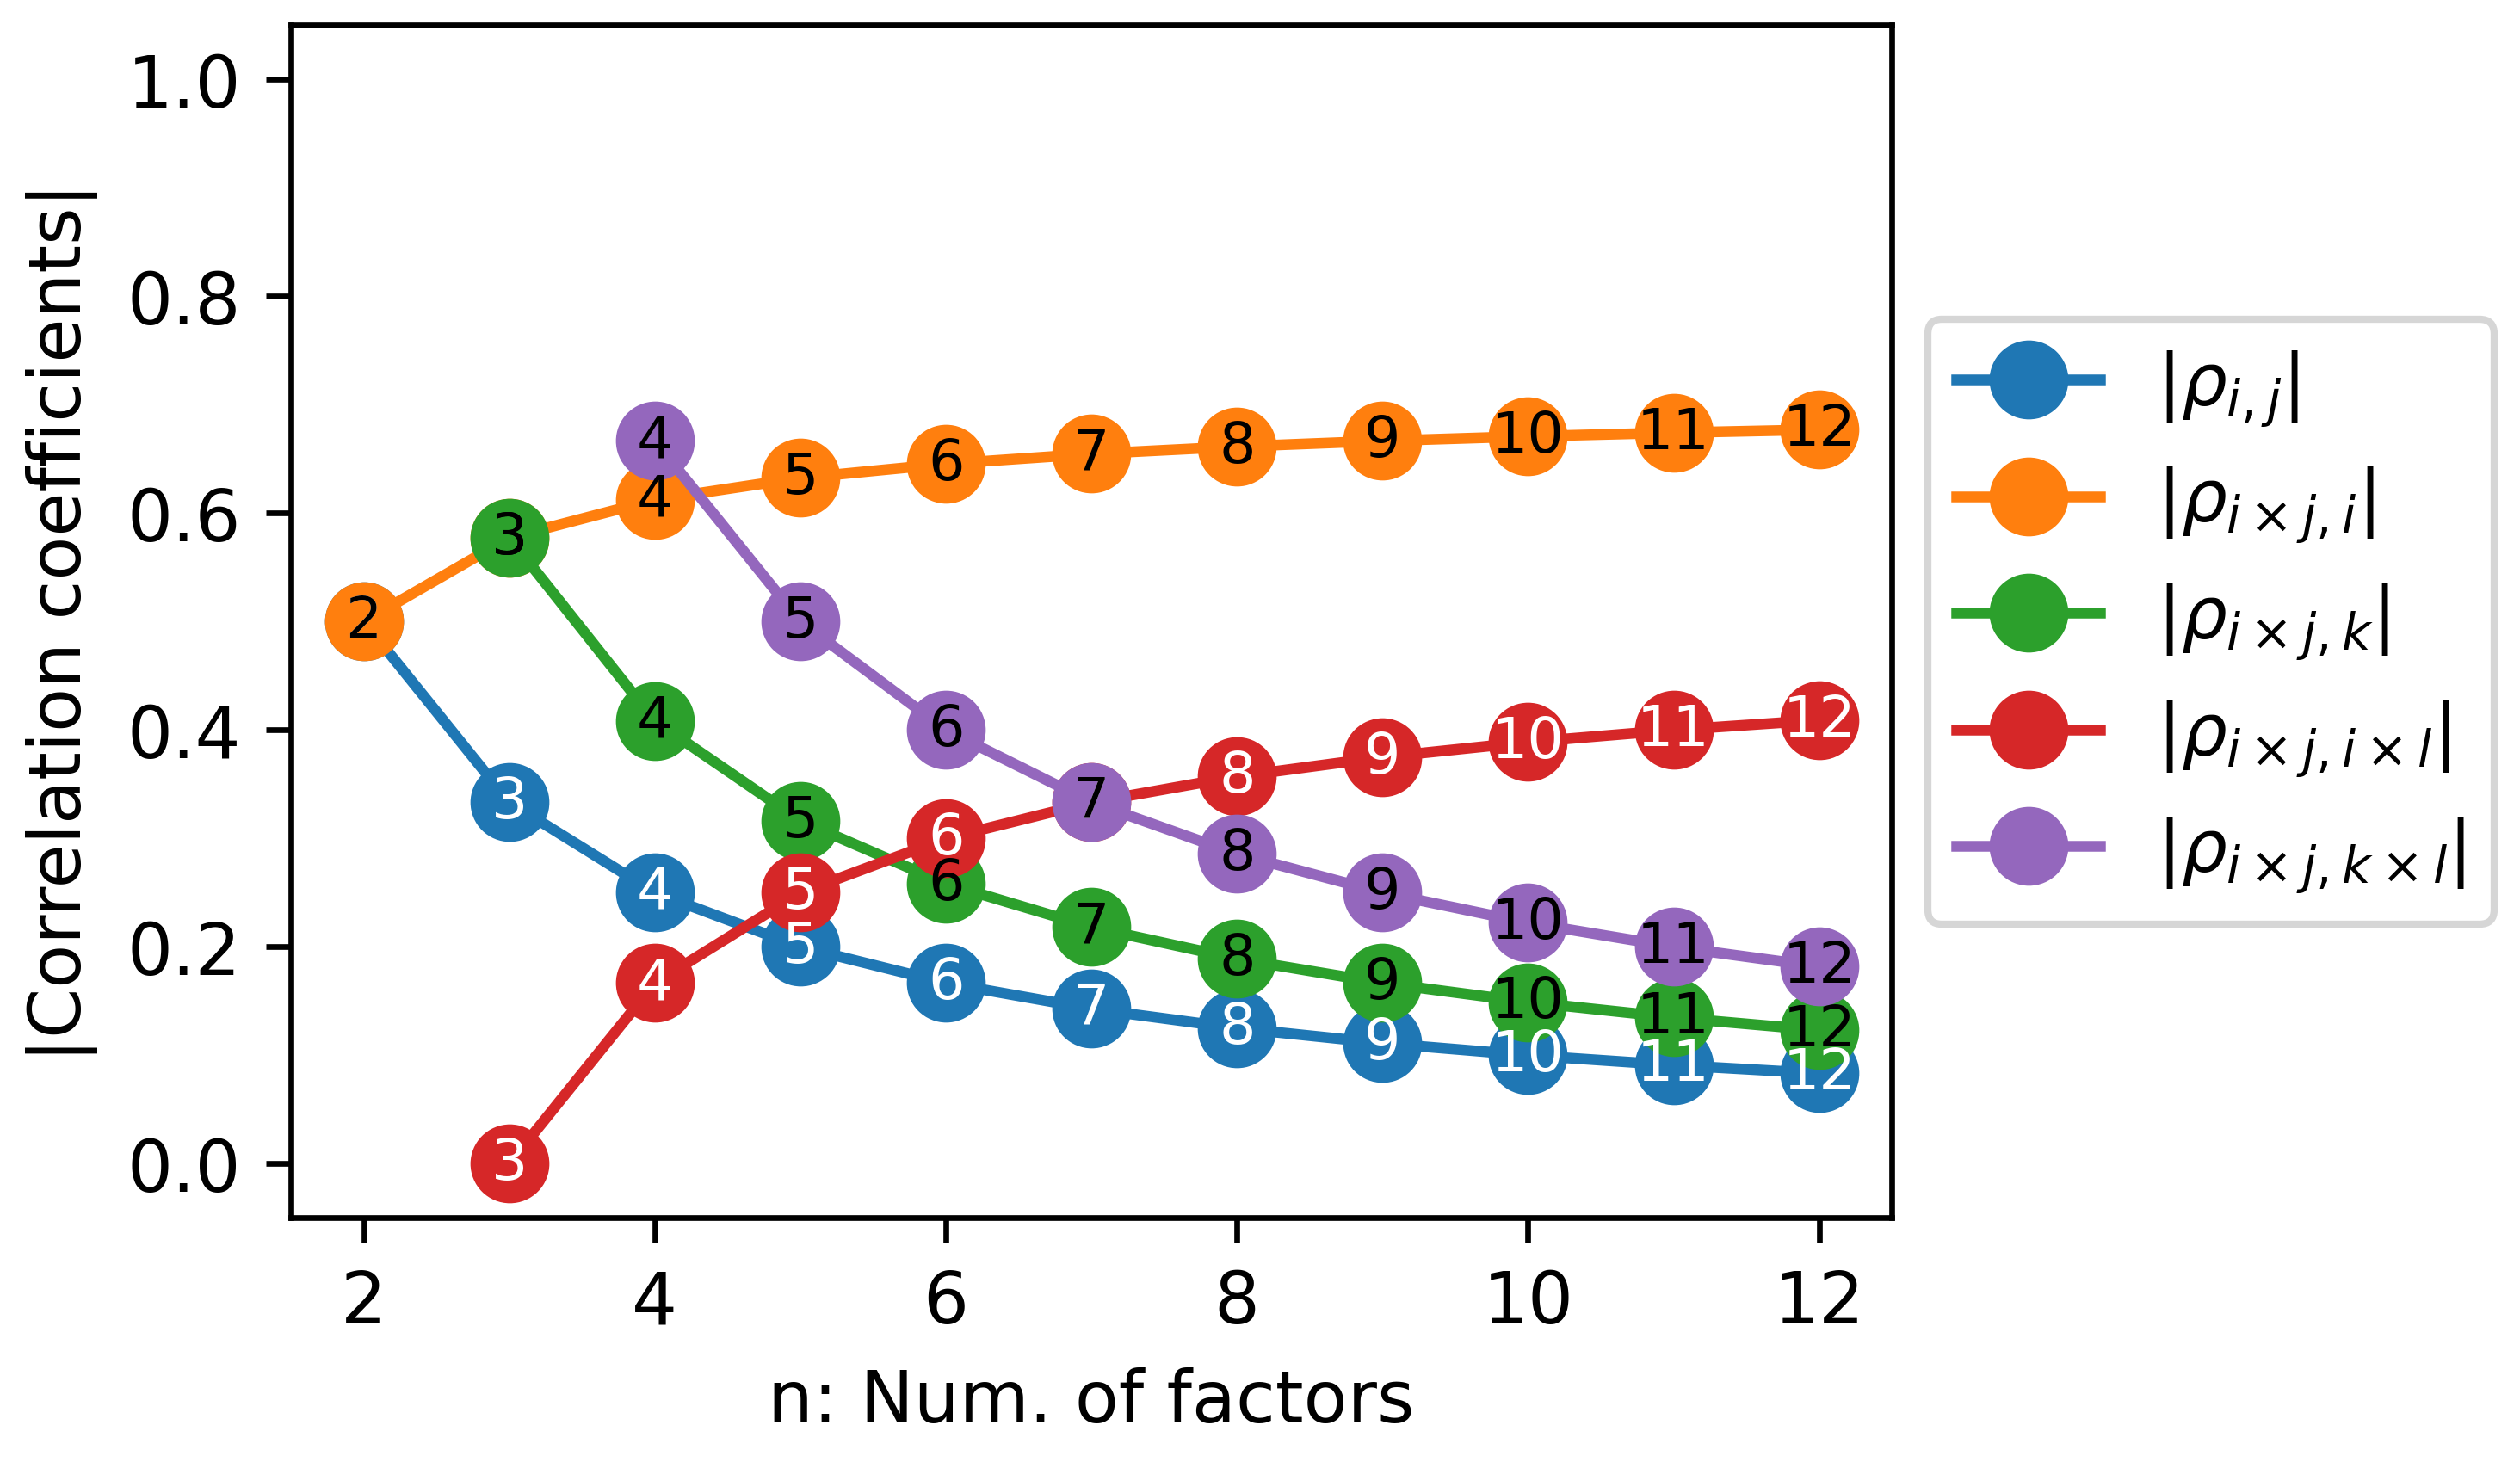 |Correlation coefficients|
1.0
0.8
0.6
0.4
0.2
0.0
2 3 4 5 6 7 8 9 10 11 12
4 5 6 7 8 9 10 11 12
4 5 6 7 8 9 10 11 12
3 4 5 6 8 9 10 11 12
3 4 5 6 7 8 9 10 11 12
2 4 6 8 10 12
n: Num. of factors
|ρi, j|
|ρi × j, i|
|ρi × j, k|
|ρi × j, i × l|
|ρi × j, k × l|